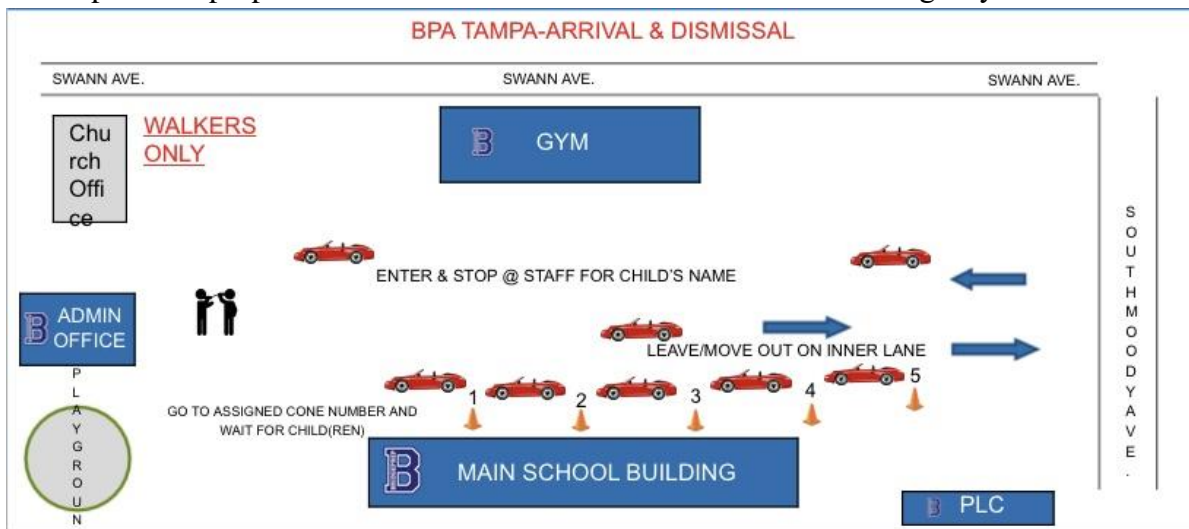 BPA TAMPA-ARRIVAL & DISMISSAL
SWANN AVE.
SWANN AVE.
SWANN AVE.
Chu
rch
Offi
ce
WALKERS
ONLY
B
GYM
SOUTHMOODYAVE.
ENTER & STOP @ STAFF FOR CHILD'S NAME
B
ADMIN
OFFICE
LEAVE/MOVE OUT ON INNER LANE
PLAYGROUN
1
2
3
4
5
GO TO ASSIGNED CONE NUMBER AND
WAIT FOR CHILD(REN)
B
MAIN SCHOOL BUILDING
B
PLC